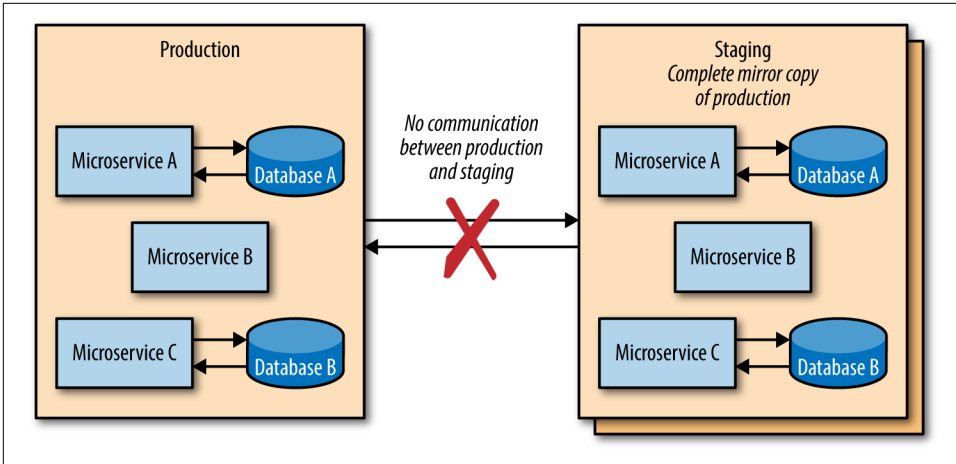 Production
Microservice A
Database A
Microservice B
Microservice C
Database B
No communication
between production
and staging
Staging
Complete mirror copy
of production
Microservice A
Database A
Microservice B
Microservice C
Database B